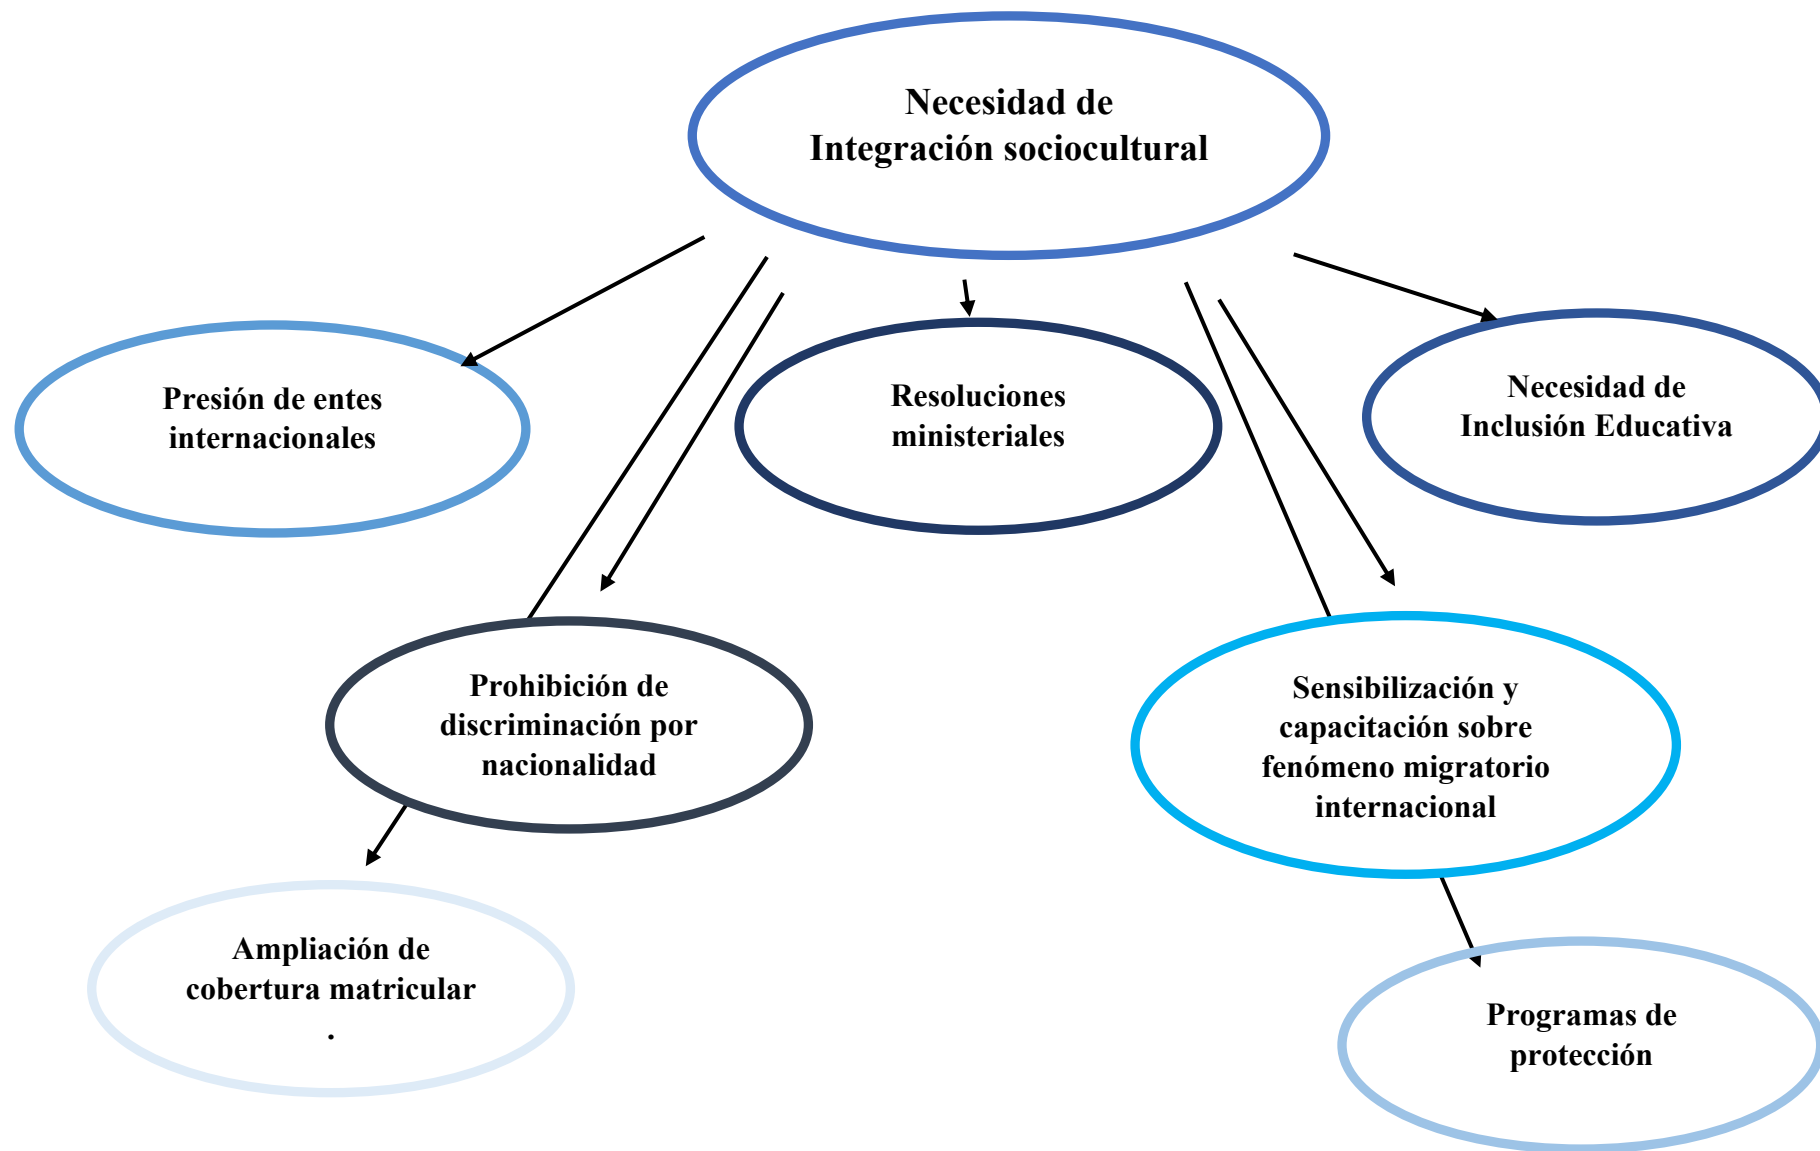 Necesidad de
Integración sociocultural
Presión de entes
internacionales
Resoluciones
ministeriales
Necesidad de
Inclusión Educativa
Prohibición de
discriminación por
nacionalidad
Sensibilización y
capacitación sobre
fenómeno migratorio
internacional
Ampliación de
cobertura matricular
.
Programas de
protección